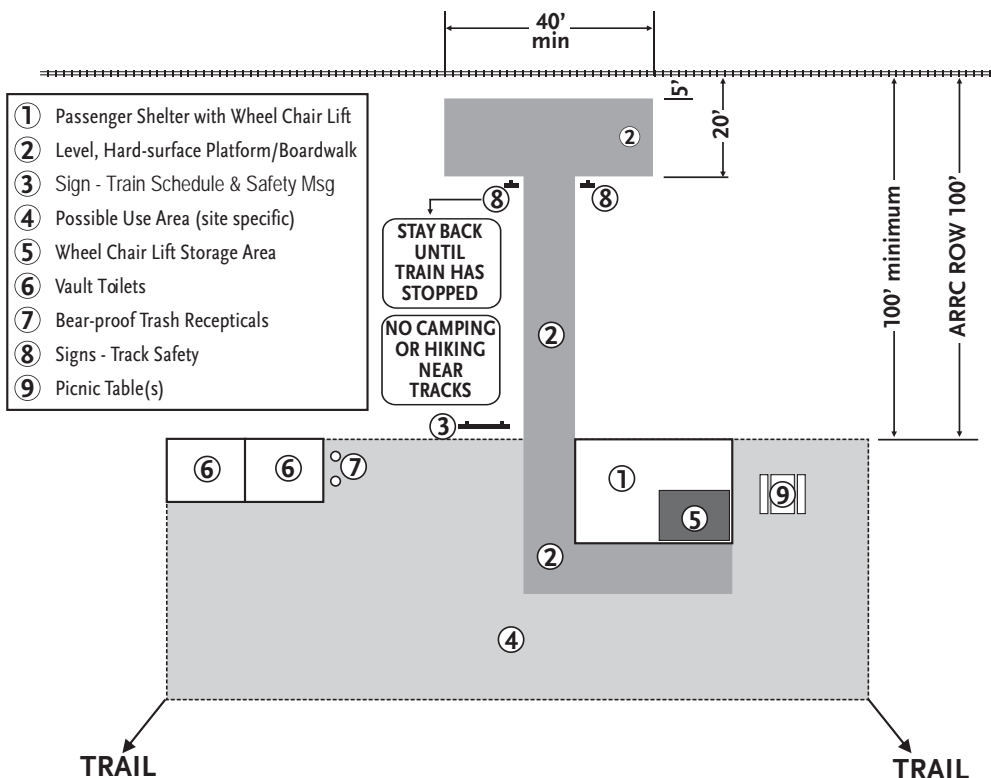 40'
min
5'
20'
100' minimum
ARRC ROW 100'
1 Passenger Shelter with Wheel Chair Lift
2 Level, Hard-surface Platform/Boardwalk
3 Sign - Train Schedule & Safety Msg
4 Possible Use Area (site specific)
5 Wheel Chair Lift Storage Area
6 Vault Toilets
7 Bear-proof Trash Recepticals
8 Signs - Track Safety
9 Picnic Table(s)
2
8
8
STAY BACK
UNTIL
TRAIN HAS
STOPPED
NO CAMPING
OR HIKING
NEAR
TRACKS
2
3
6
6
7
1
5
9
2
4
TRAIL
TRAIL